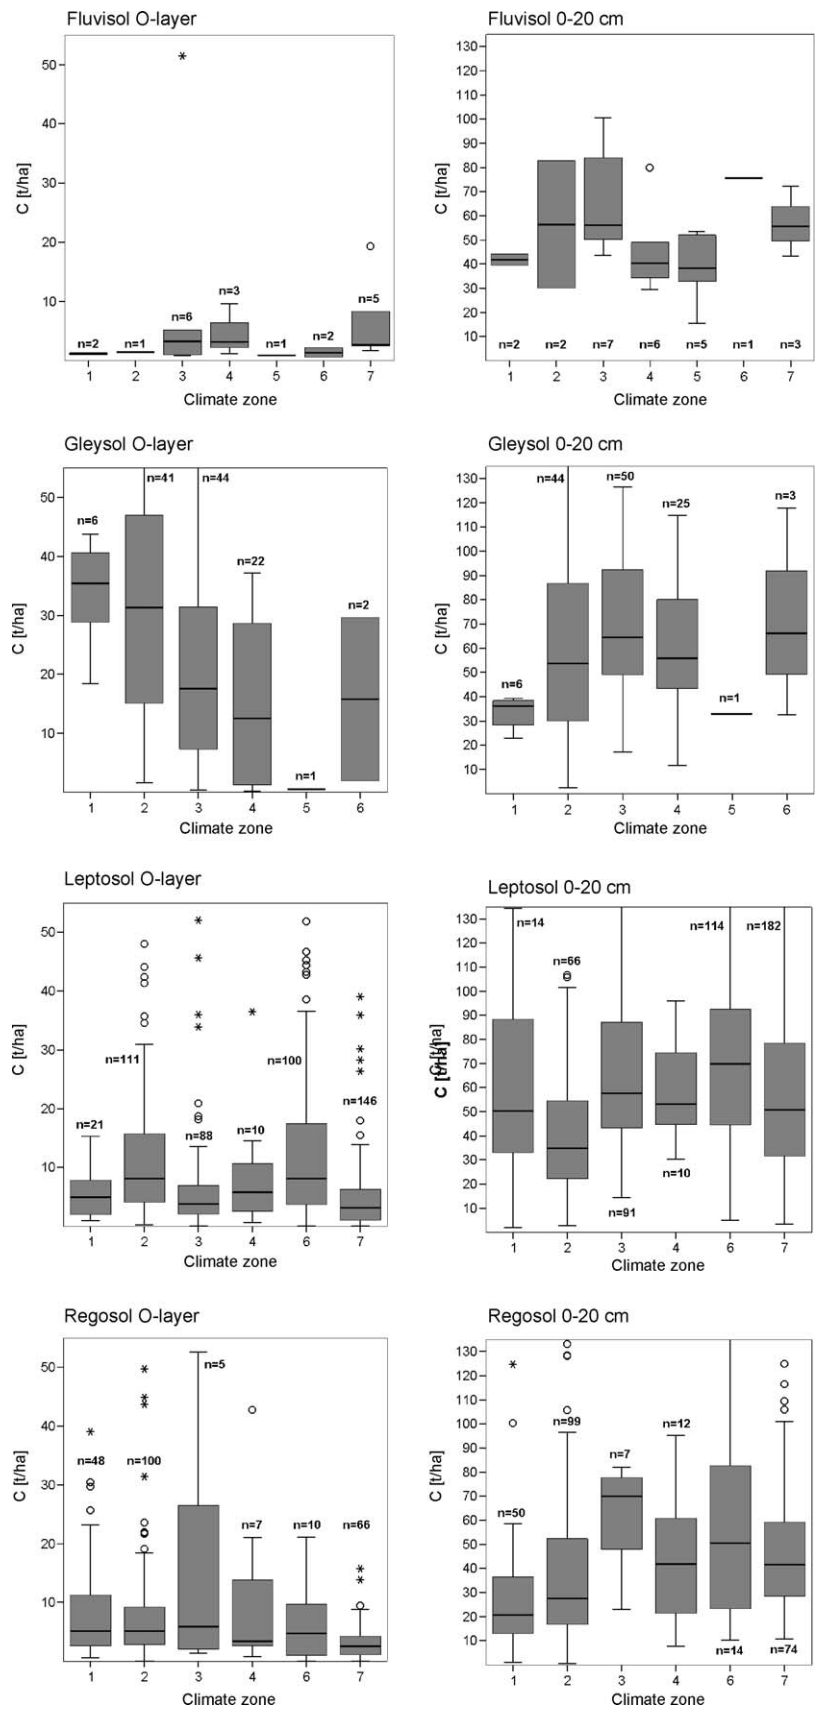 Fluvisol O-layer
C [t/ha]
50
40
30
20
10
n=2
n=1
n=6
n=3
n=1
n=2
n=5
1 2 3 4 5 6 7
Climate zone
Fluvisol 0-20 cm
C [t/ha]
130
120
110
100
90
80
70
60
50
40
30
20
10
n=2 n=2 n=7 n=6 n=5 n=1 n=3
1 2 3 4 5 6 7
Climate zone
Gleysol O-layer
C [t/ha]
50
40
30
20
10
n=6
n=41
n=44
n=22
n=1
n=2
1 2 3 4 5 6
Climate zone
Gleysol 0-20 cm
C [t/ha]
130
120
110
100
90
80
70
60
50
40
30
20
10
n=6
n=44
n=50
n=25
n=1
n=3
1 2 3 4 5 6
Climate zone
Leptosol O-layer
C [t/ha]
50
40
30
20
10
n=21
n=111
n=88
n=10
n=100
n=146
1 2 3 4 6 7
Climate zone
Leptosol 0-20 cm
C [t/ha]
C [t/ha]
130
120
110
100
90
80
70
60
50
40
30
20
10
n=14
n=66
n=91
n=10
n=114
n=182
1 2 3 4 6 7
Climate zone
Regosol O-layer
C [t/ha]
50
40
30
20
10
n=48
n=100
n=5
n=7
n=10
n=66
1 2 3 4 6 7
Climate zone
Regosol 0-20 cm
C [t/ha]
130
120
110
100
90
80
70
60
50
40
30
20
10
n=50
n=99
n=7
n=12
n=14
n=74
1 2 3 4 6 7
Climate zone